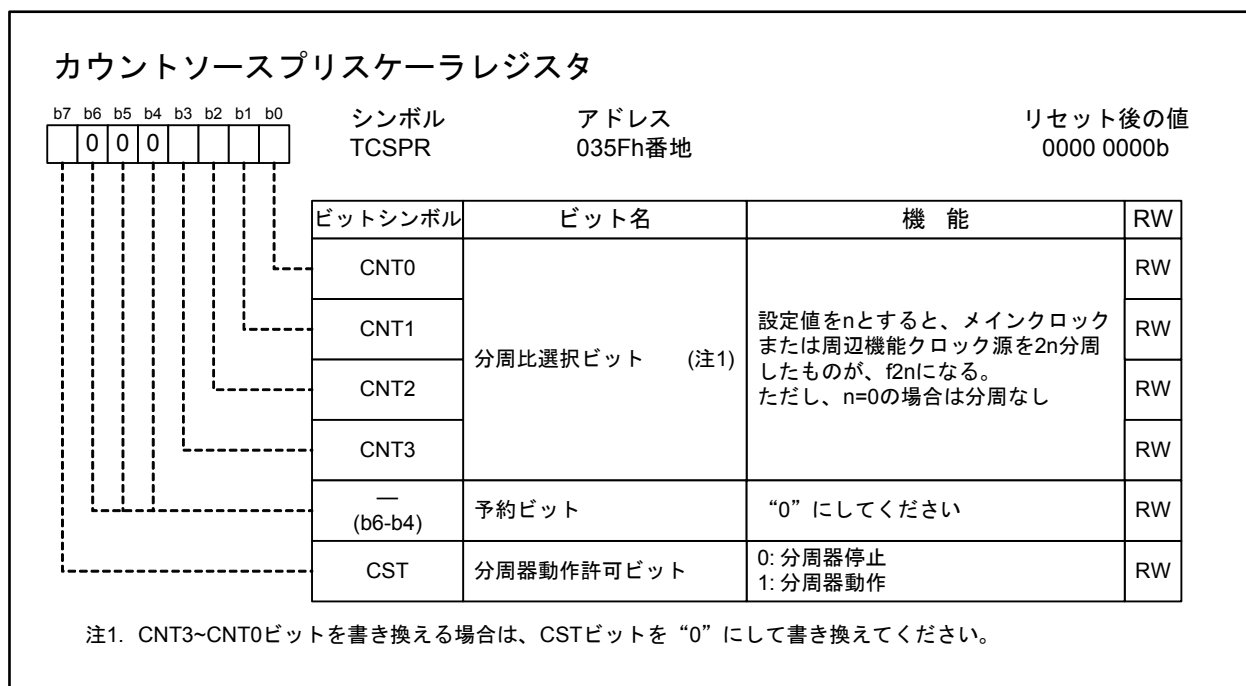 カウントソースプリスケーラレジスタ
b7 b6 b5 b4 b3 b2 b1 b0
0 0 0
シンボル アドレス リセット後の値
TCSPR 035Fh番地 0000 0000b
ビットシンボル ビット名 機 能 RW
CNT0 RW
CNT1 RW
CNT2 RW
CNT3 RW
分周比選択ビット (注1)
設定値をnとすると、メインクロック
または周辺機能クロック源を2n分周
したものが、f2nになる。
ただし、n=0の場合は分周なし
—
(b6-b4) 予約ビット “0”にしてください RW
CST 分周器動作許可ビット 0: 分周器停止
1: 分周器動作 RW
注1. CNT3~CNT0ビットを書き換える場合は、CSTビットを“0”にして書き換えてください。